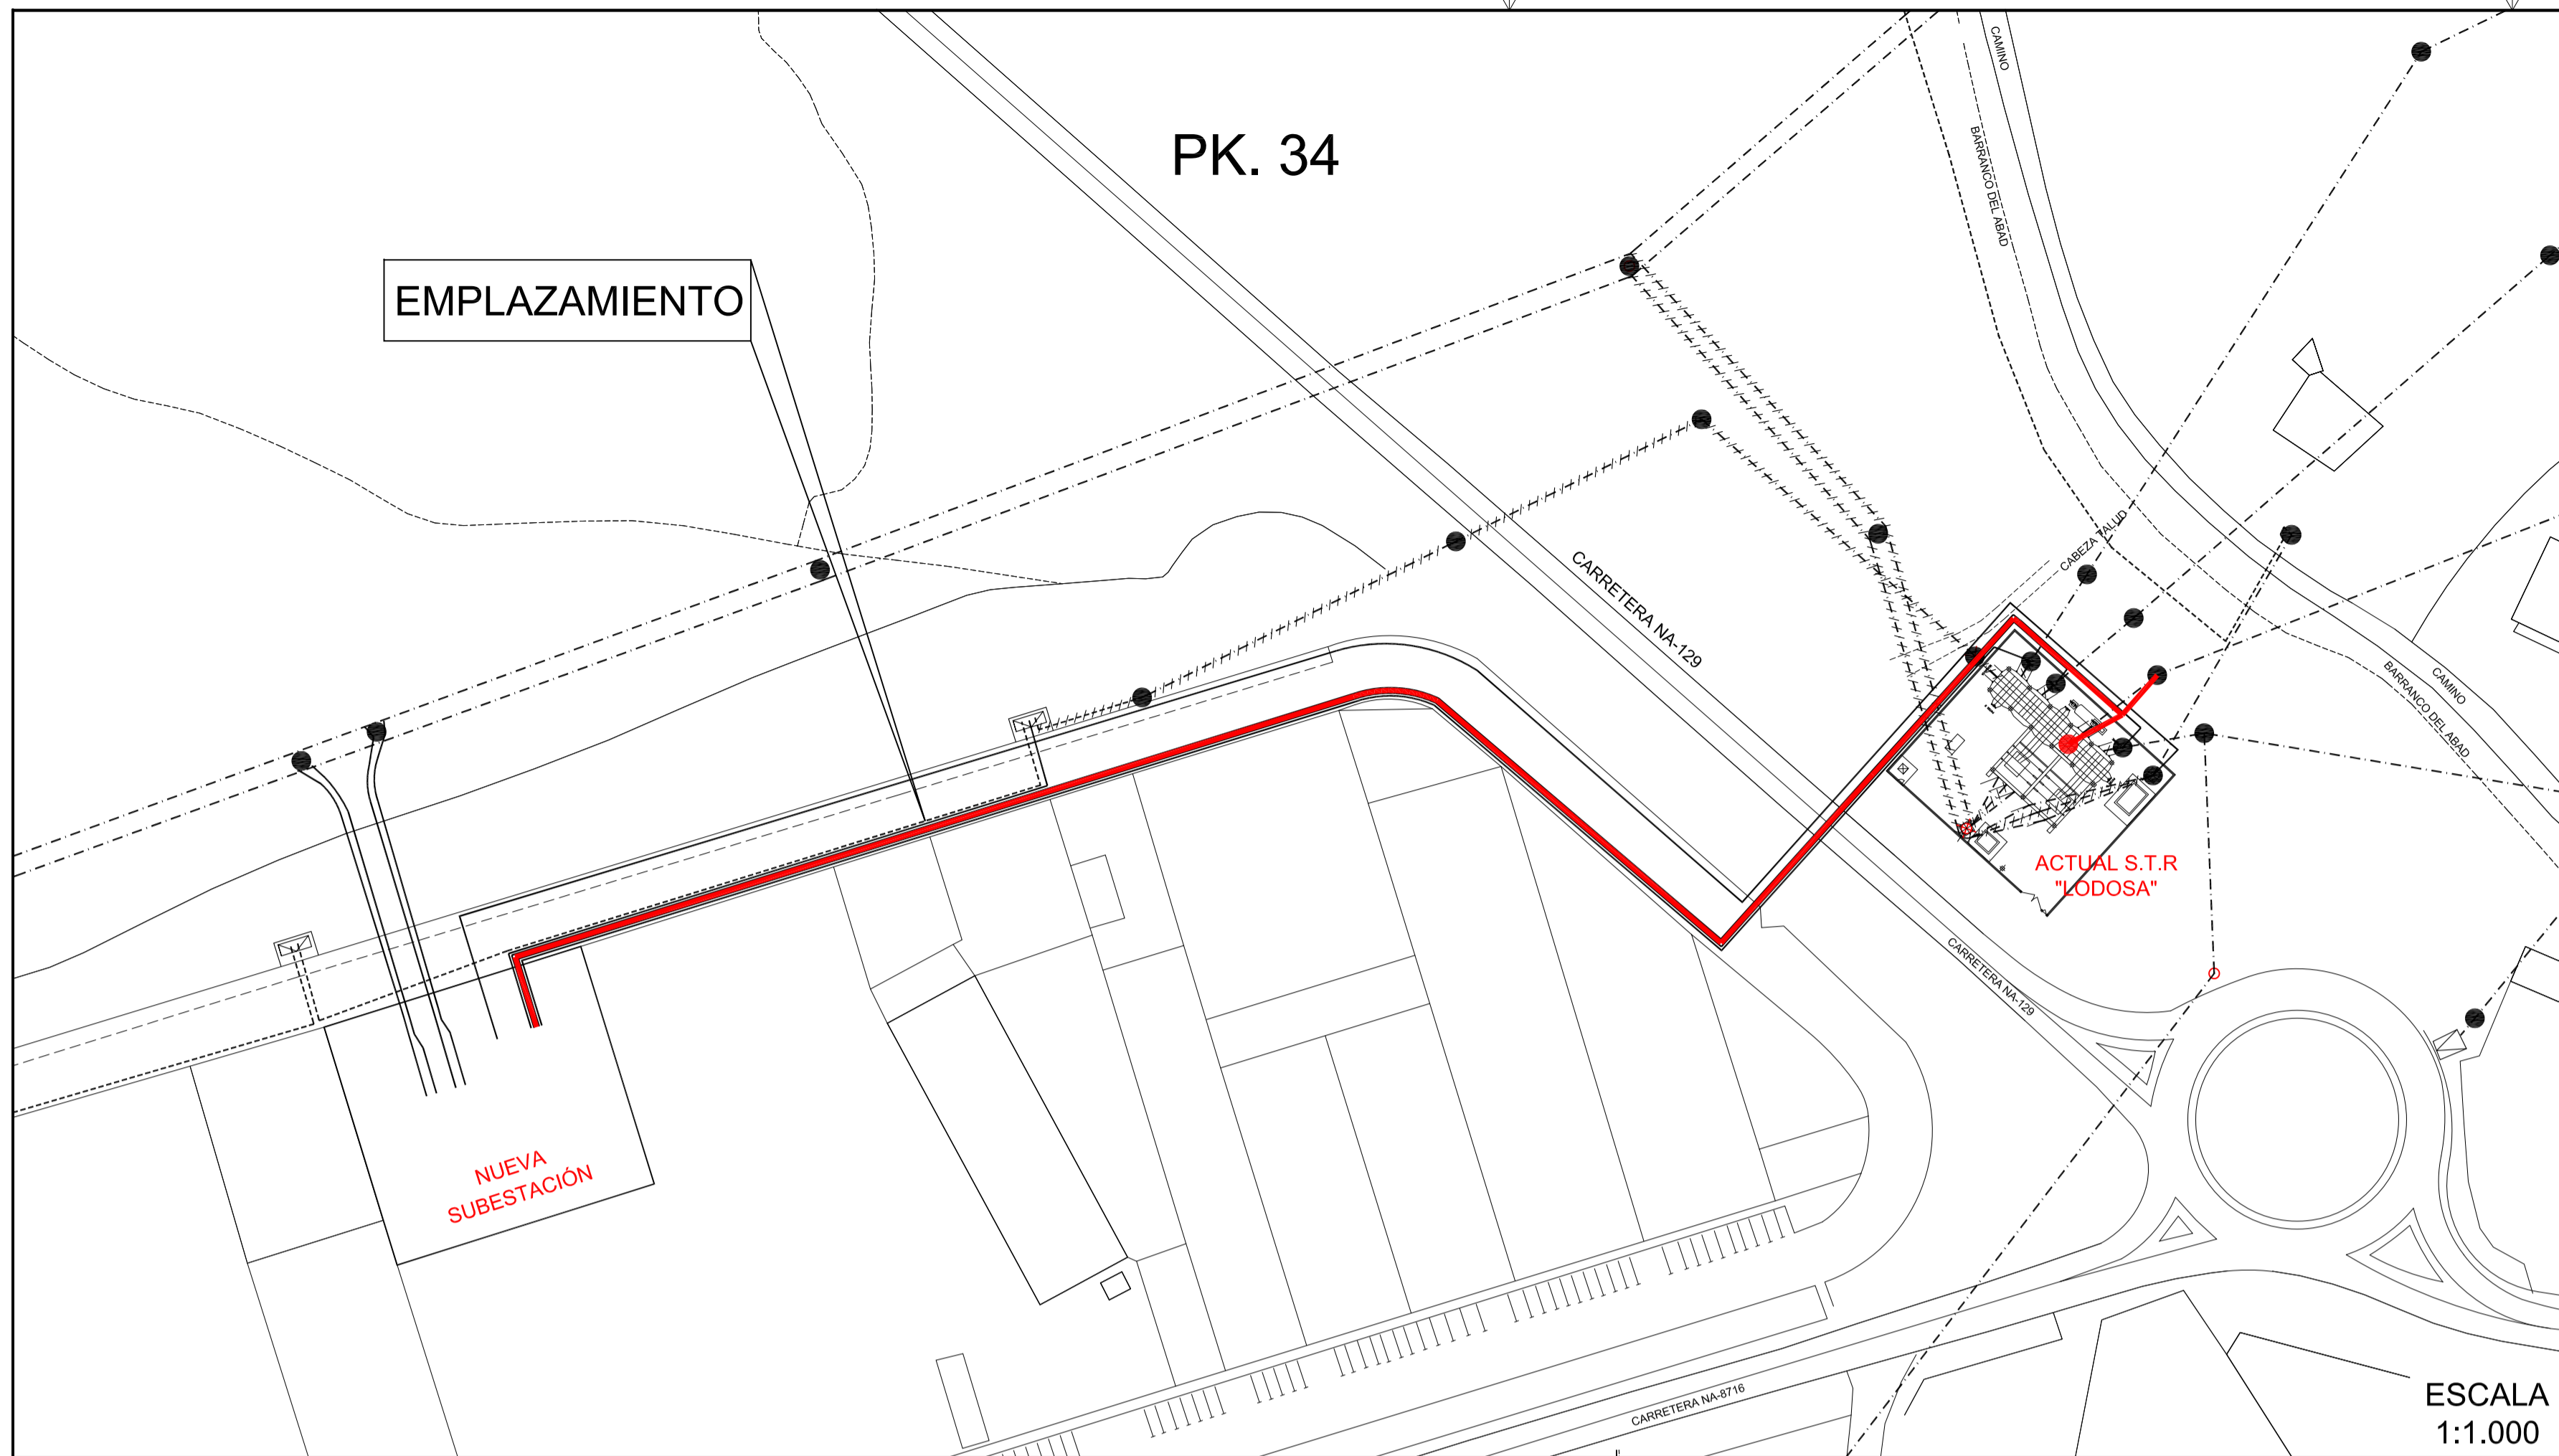 CAMINO
PK. 34
BARRANCO DEL ABAD
EMPLAZAMIENTO
CABEZA TALUD
CARRETERA NA-129
CAMINO
BARRANCO DEL ABAD
ACTUAL S.T.R
"LODOSA"
CARRETERA NA-129
NUEVA
SUBESTACIÓN
CARRETERA NA-8716
ESCALA
1:1.000